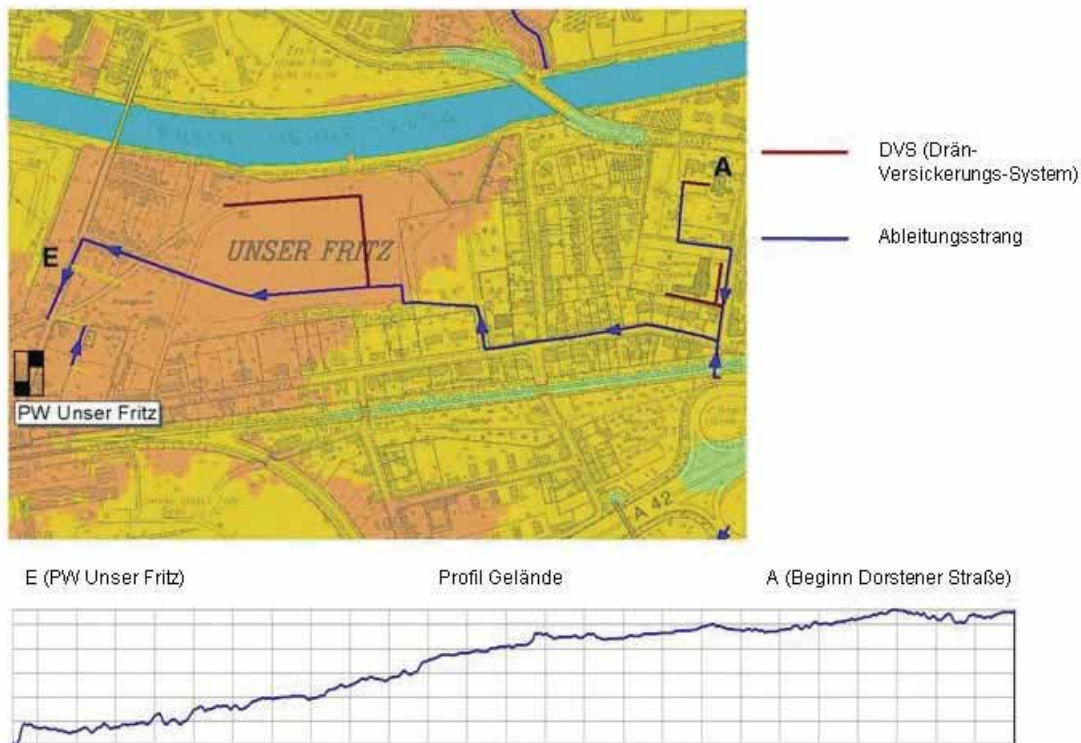 A
DVS (Drän-
Versickerungs-System)
Ableitungsstrang
E
UNSER FRITZ
PW Unser Fritz
A 42
E (PW Unser Fritz)
Profil Gelände
A (Beginn Dorstener Straße)